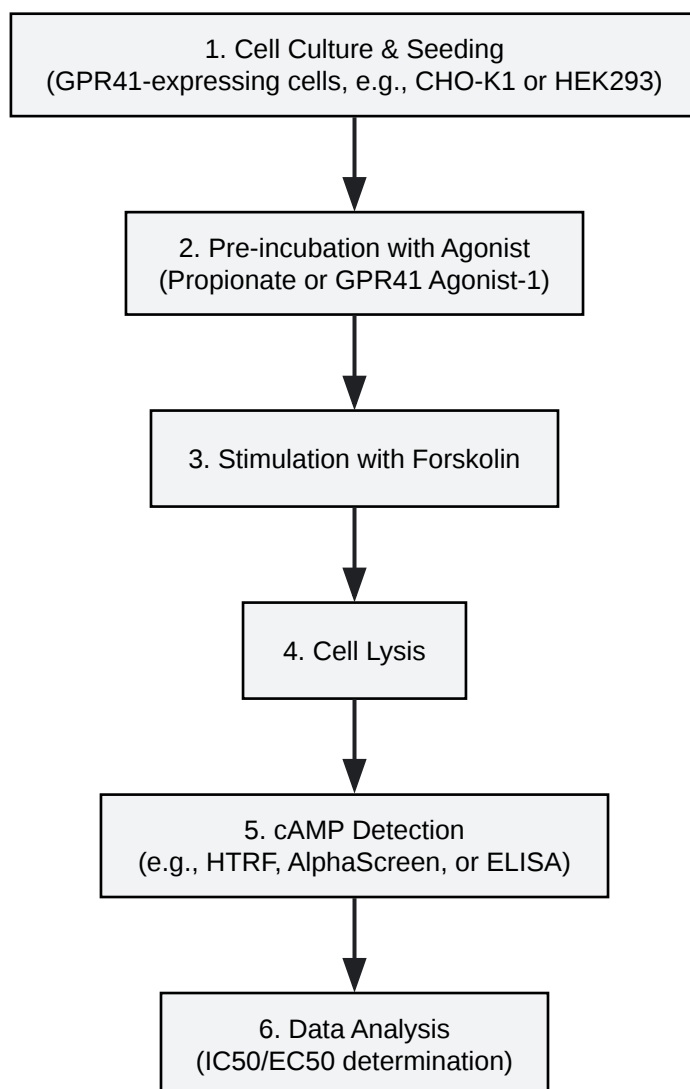 1. Cell Culture & Seeding
(GPR41-expressing cells, e.g., CHO-K1 or HEK293)
2. Pre-incubation with Agonist
(Propionate or GPR41 Agonist-1)
3. Stimulation with Forskolin
4. Cell Lysis
5. cAMP Detection
(e.g., HTRF, AlphaScreen, or ELISA)
6. Data Analysis
(IC50/EC50 determination)